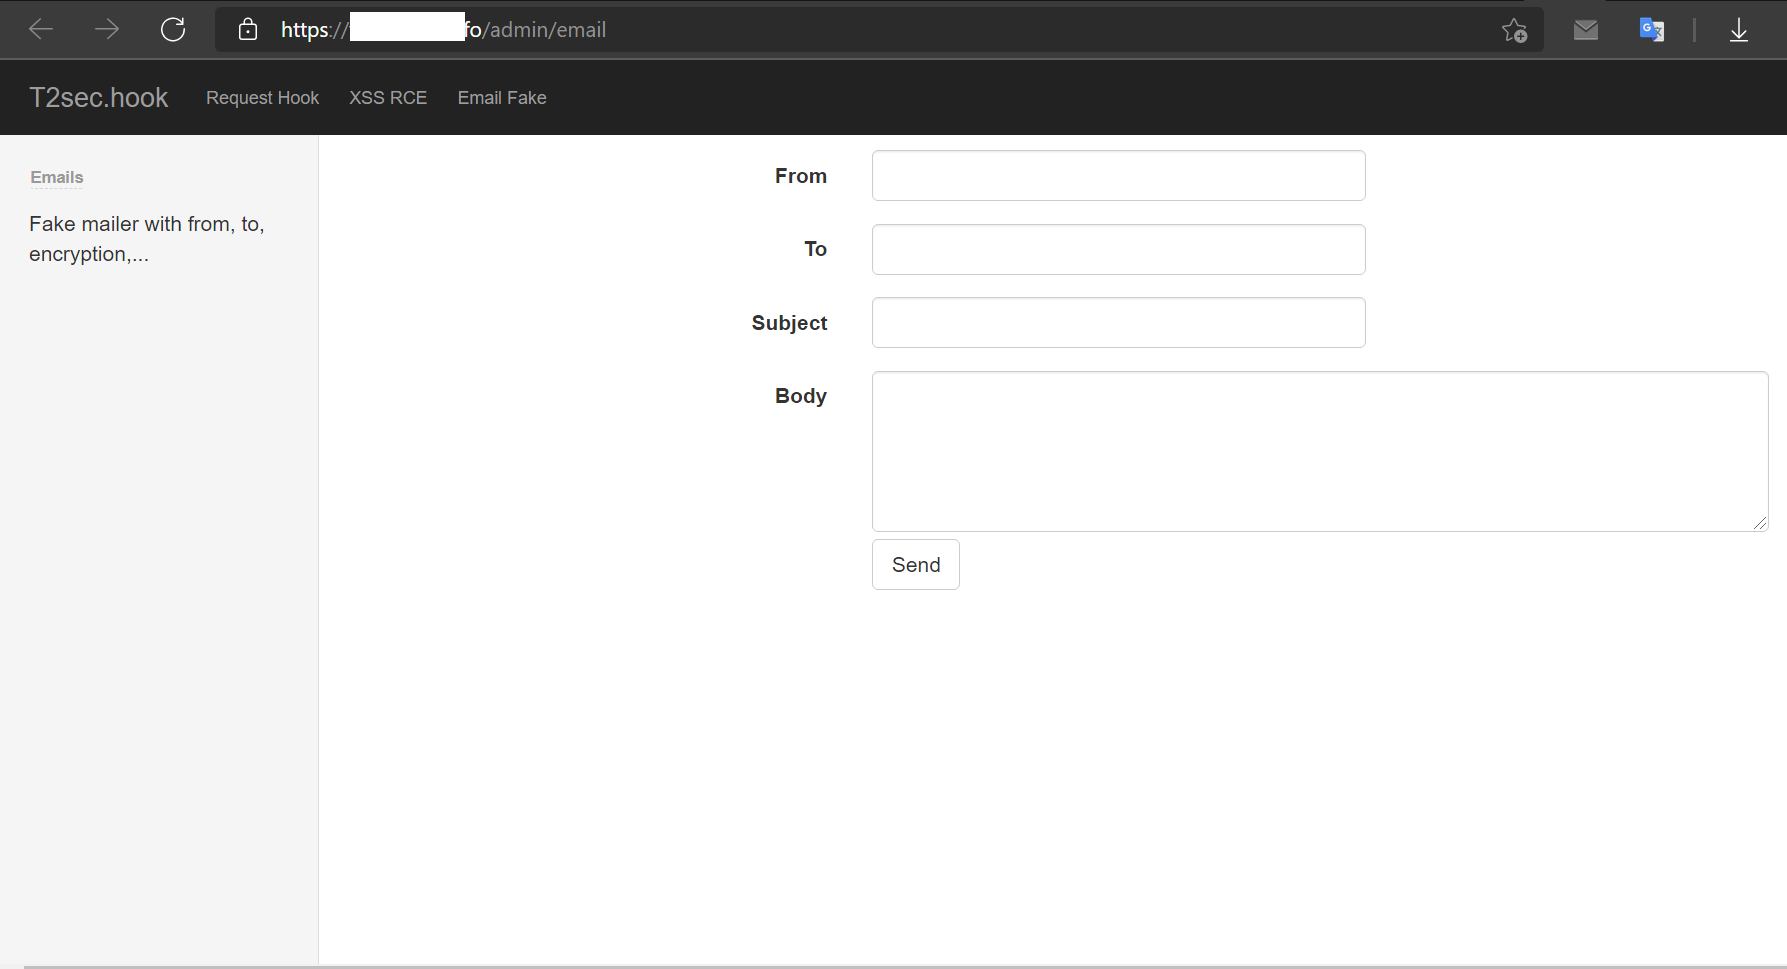 https://fo/admin/email
T2sec.hook Request Hook XSS RCE Email Fake
Emails
Fake mailer with from, to,
encryption,...
From
To
Subject
Body
Send